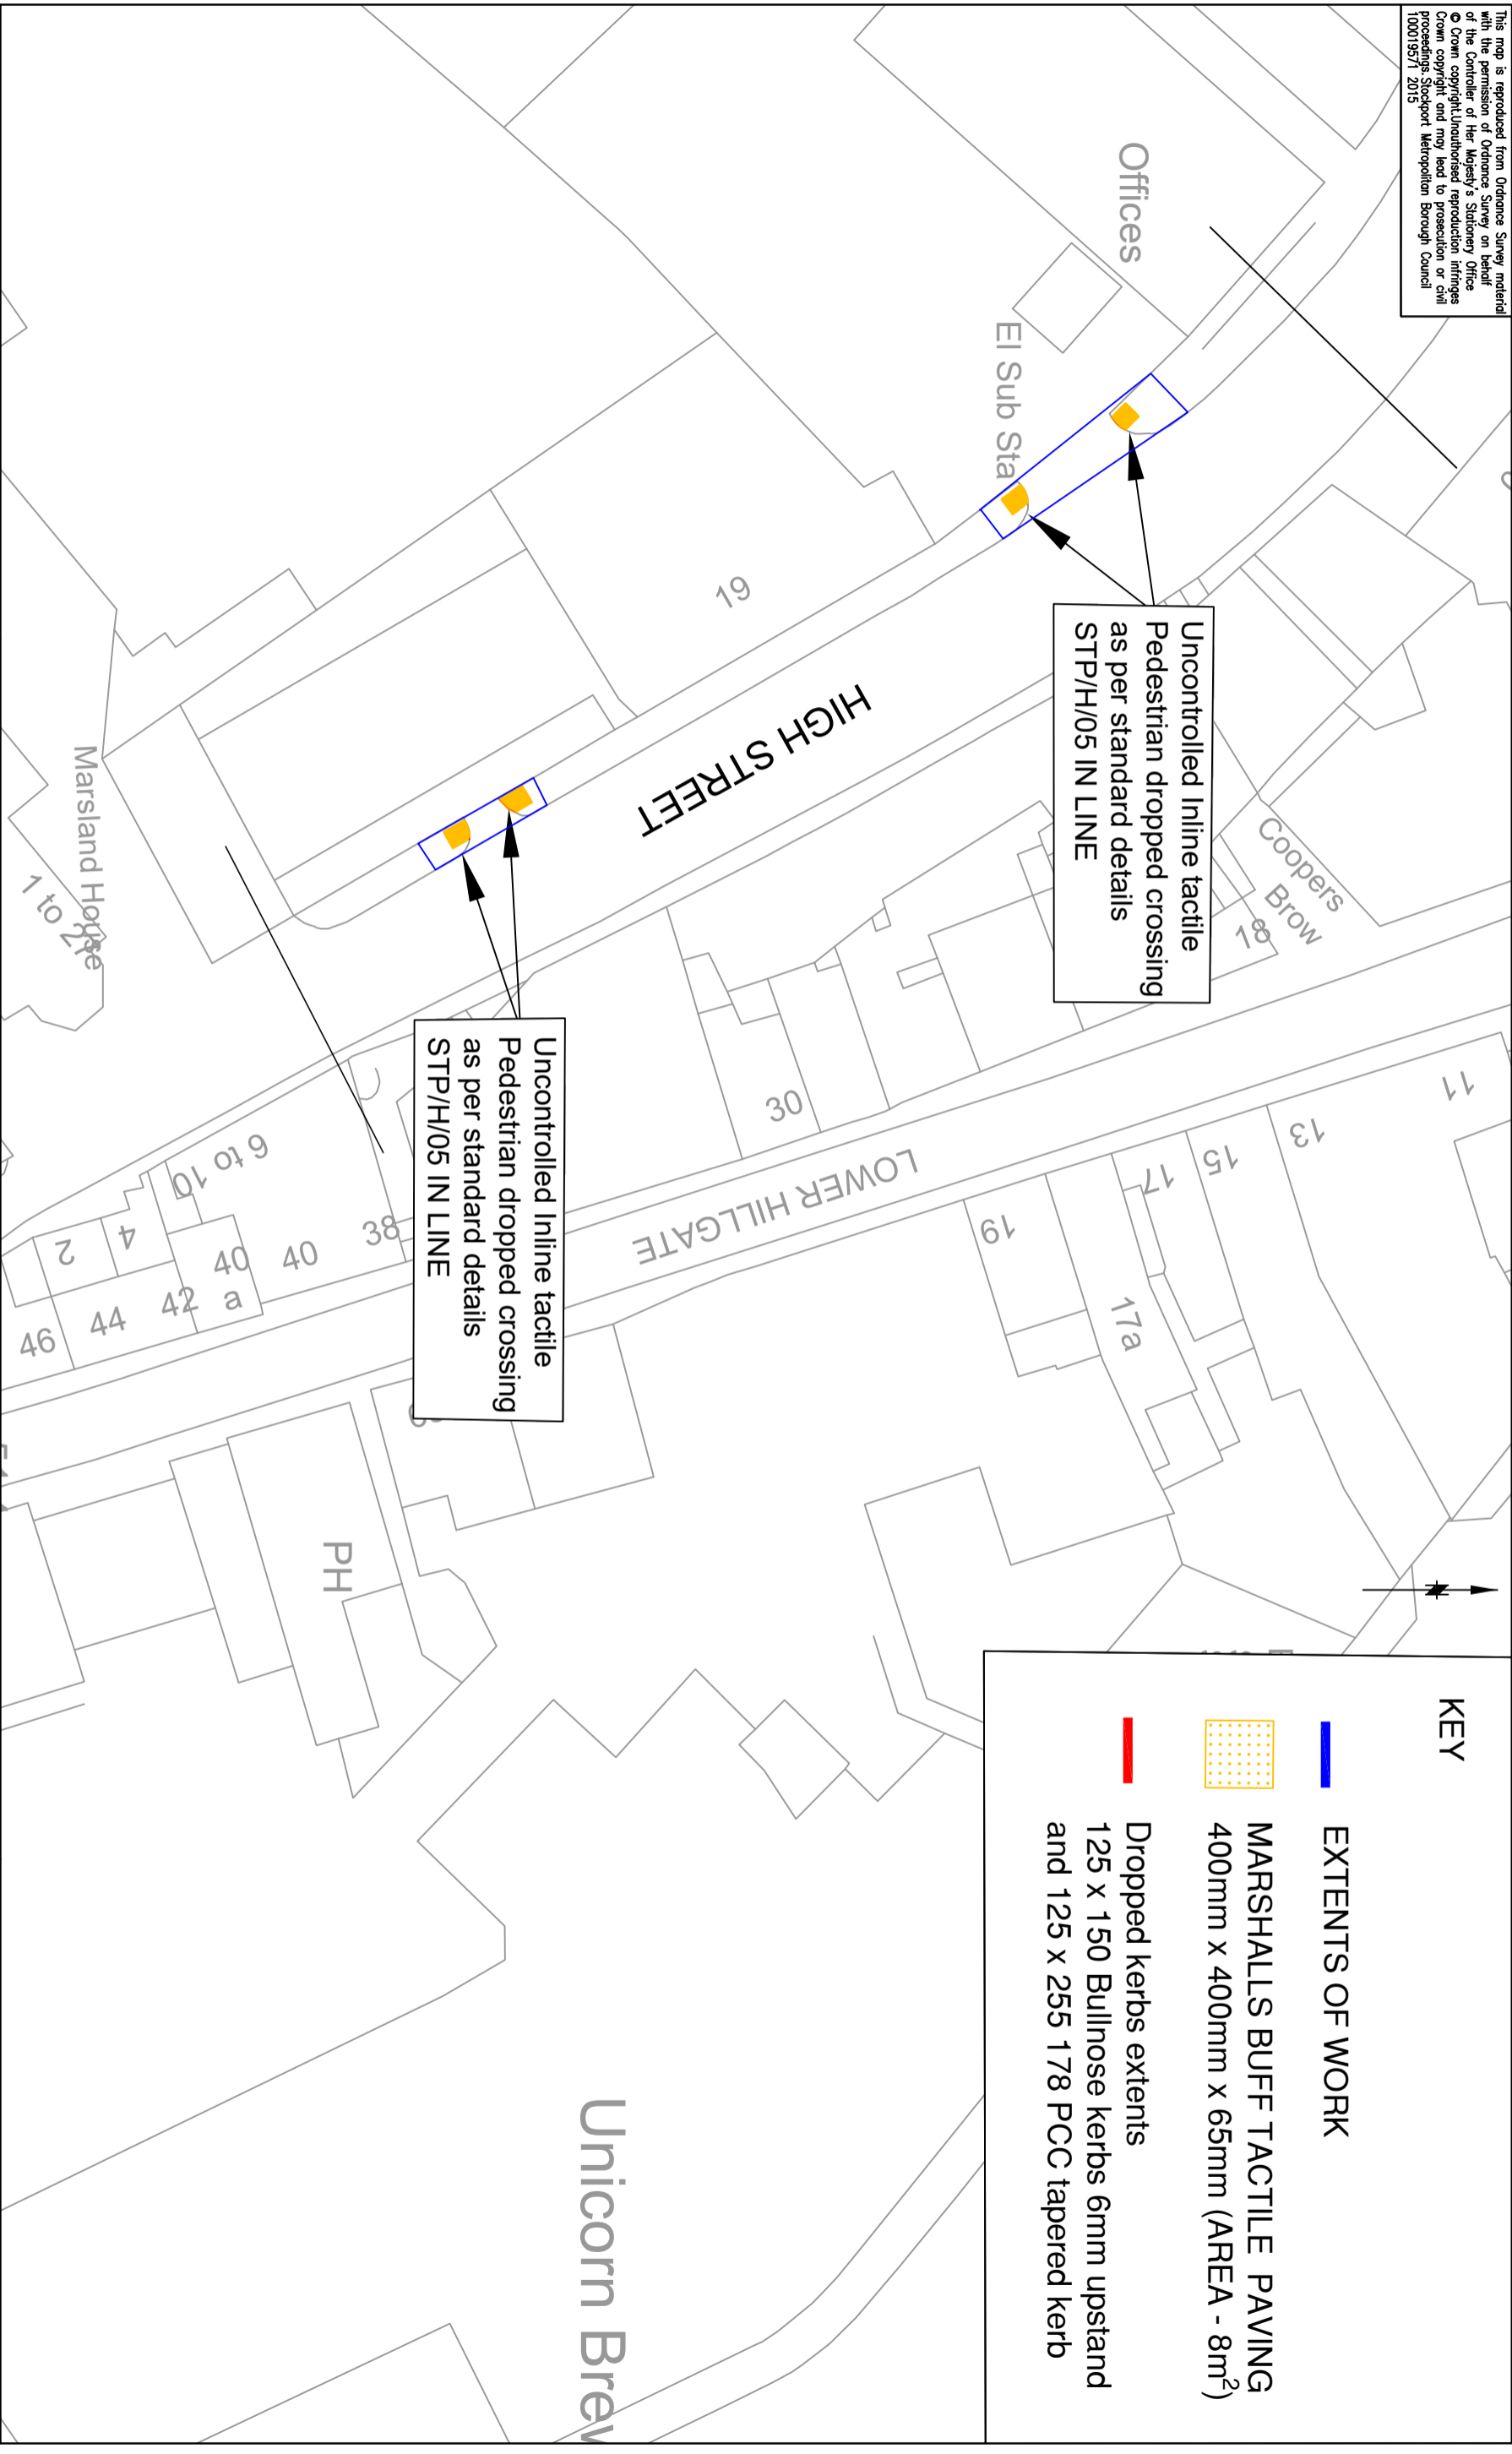 This map is reproduced from Ordnance Survey material
with the permission of Ordnance Survey on behalf
of the Controller of Her Majesty's Stationery Office
© Crown copyright.Unauthorised reproduction infringes
Crown copyright and may lead to prosecution or civil
proceedings.Stockport Metropolitan Borough Council
100019571 2015
KEY
EXTENTS OF WORK
MARSHALLS BUFF TACTILE PAVING
400mm x 400mm x 65mm (AREA - 8m²)
Dropped kerbs extents
125 x 150 Bullnose kerbs 6mm upstand
and 125 x 255 178 PCC tapered kerb
Offices
El Sub Sta
Uncontrolled Inline tactile
Pedestrian dropped crossing
as per standard details
STP/H/05 IN LINE
Coopers
Brow
18
11
13
15
17
17a
19
19
HIGH STREET
30
LOWER HILLGATE
Uncontrolled Inline tactile
Pedestrian dropped crossing
as per standard details
STP/H/05 IN LINE
Marsland House
1 to 21
6 to 10
38
40
40
a
42
44
46
4
2
PH
Unicorn Brew